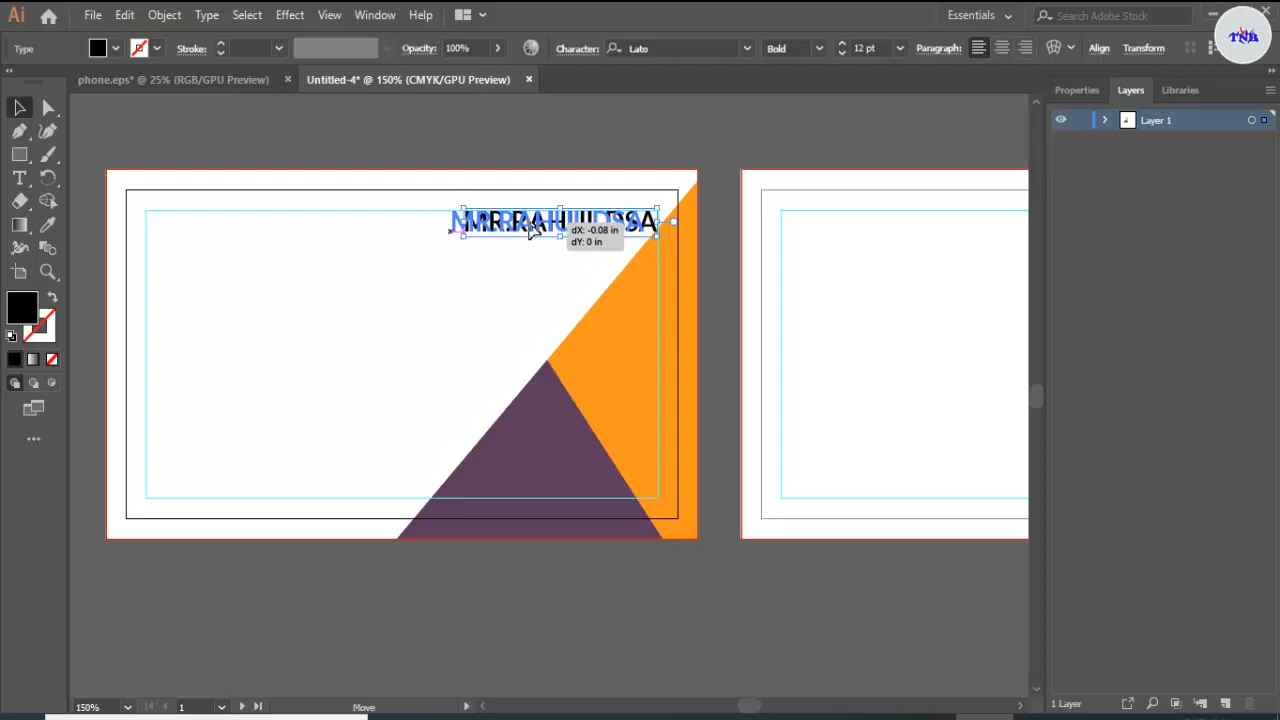 Ai File Edit Object Type Select Effect View Window Help Essentials Search Adobe Stock
TNR
Type Stroke: Opacity: 100% Character: Lato Bold 12 pt Paragraph: Align Transform
phone.eps* @ 25% (RGB/GPU Preview) Untitled-4* @ 150% (CMYK/GPU Preview)
Properties Layers Libraries
Layer 1
dX: -0.08 in
dY: 0 in
150% 1 Move
1 Layer